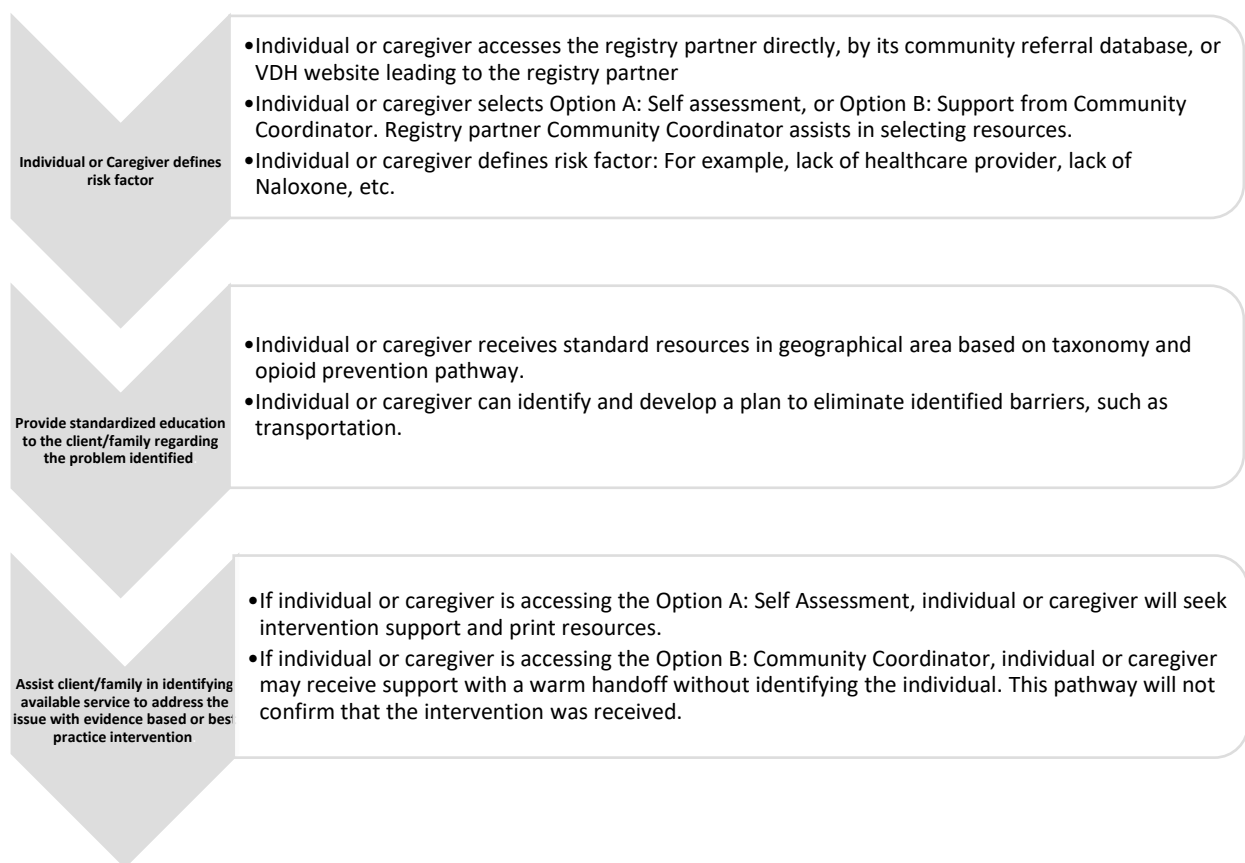 Individual or Caregiver defines
risk factor
•Individual or caregiver accesses the registry partner directly, by its community referral database, or
VDH website leading to the registry partner
•Individual or caregiver selects Option A: Self assessment, or Option B: Support from Community
Coordinator. Registry partner Community Coordinator assists in selecting resources.
•Individual or caregiver defines risk factor: For example, lack of healthcare provider, lack of
Naloxone, etc.
Provide standardized education
to the client/family regarding
the problem identified
•Individual or caregiver receives standard resources in geographical area based on taxonomy and
opioid prevention pathway.
•Individual or caregiver can identify and develop a plan to eliminate identified barriers, such as
transportation.
Assist client/family in identifying
available service to address the
issue with evidence based or best
practice intervention
•If individual or caregiver is accessing the Option A: Self Assessment, individual or caregiver will seek
intervention support and print resources.
•If individual or caregiver is accessing the Option B: Community Coordinator, individual or caregiver
may receive support with a warm handoff without identifying the individual. This pathway will not
confirm that the intervention was received.